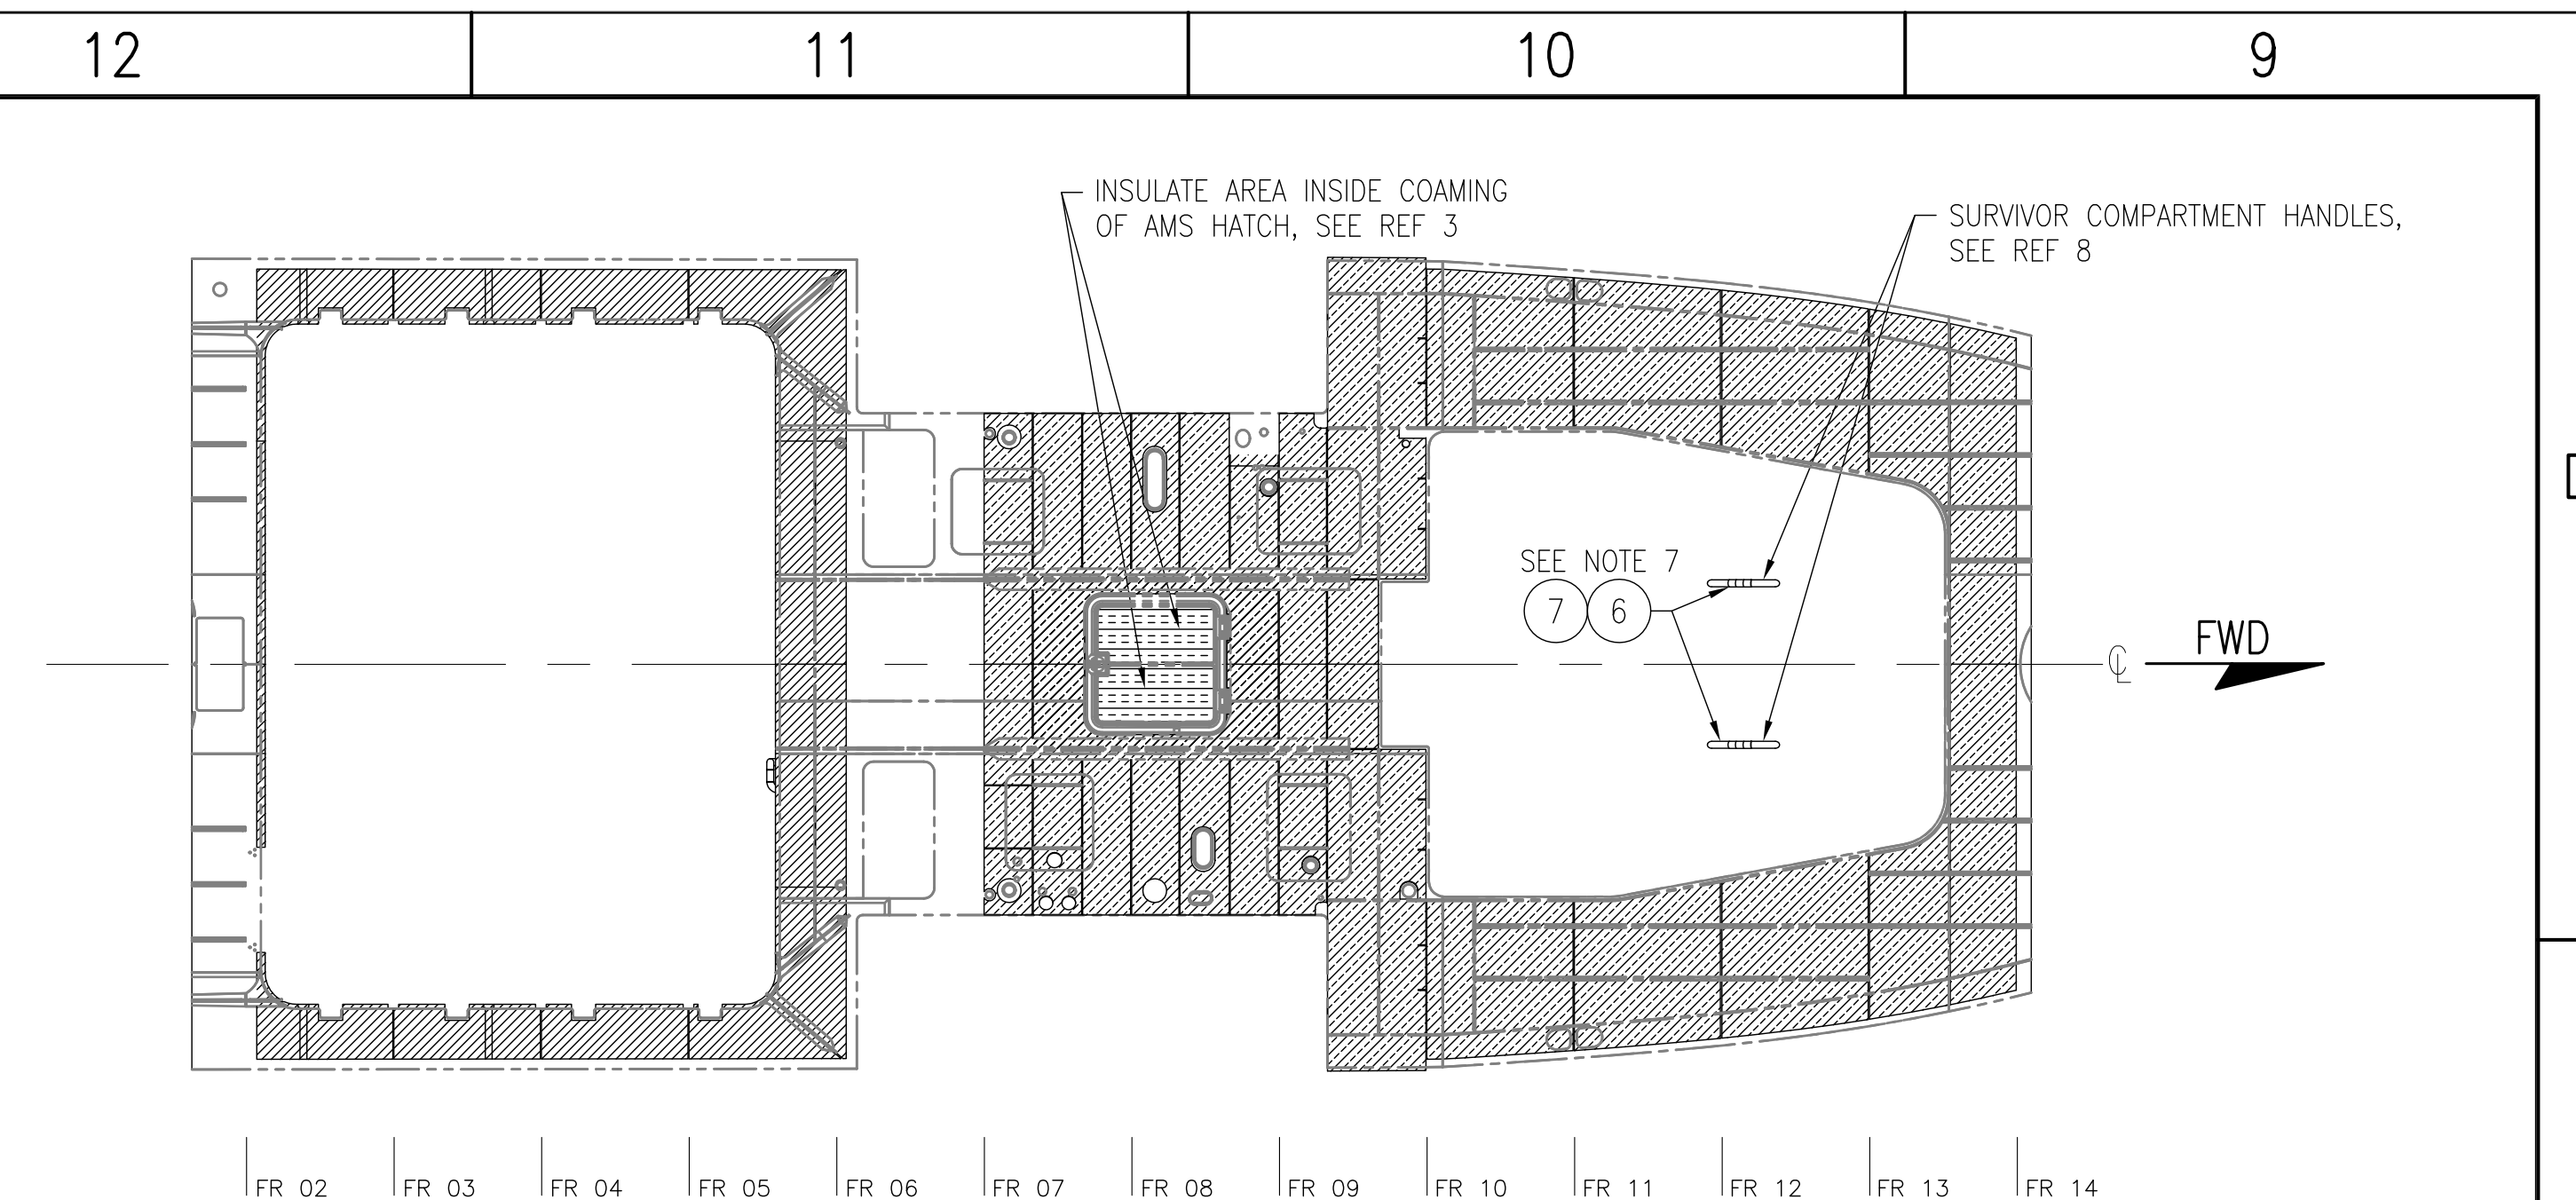 12
11
10
9
INSULATE AREA INSIDE COAMING
OF AMS HATCH, SEE REF 3
SURVIVOR COMPARTMENT HANDLES,
SEE REF 8
SEE NOTE 7
7 6
FWD
FR 02
FR 03
FR 04
FR 05
FR 06
FR 07
FR 08
FR 09
FR 10
FR 11
FR 12
FR 13
FR 14